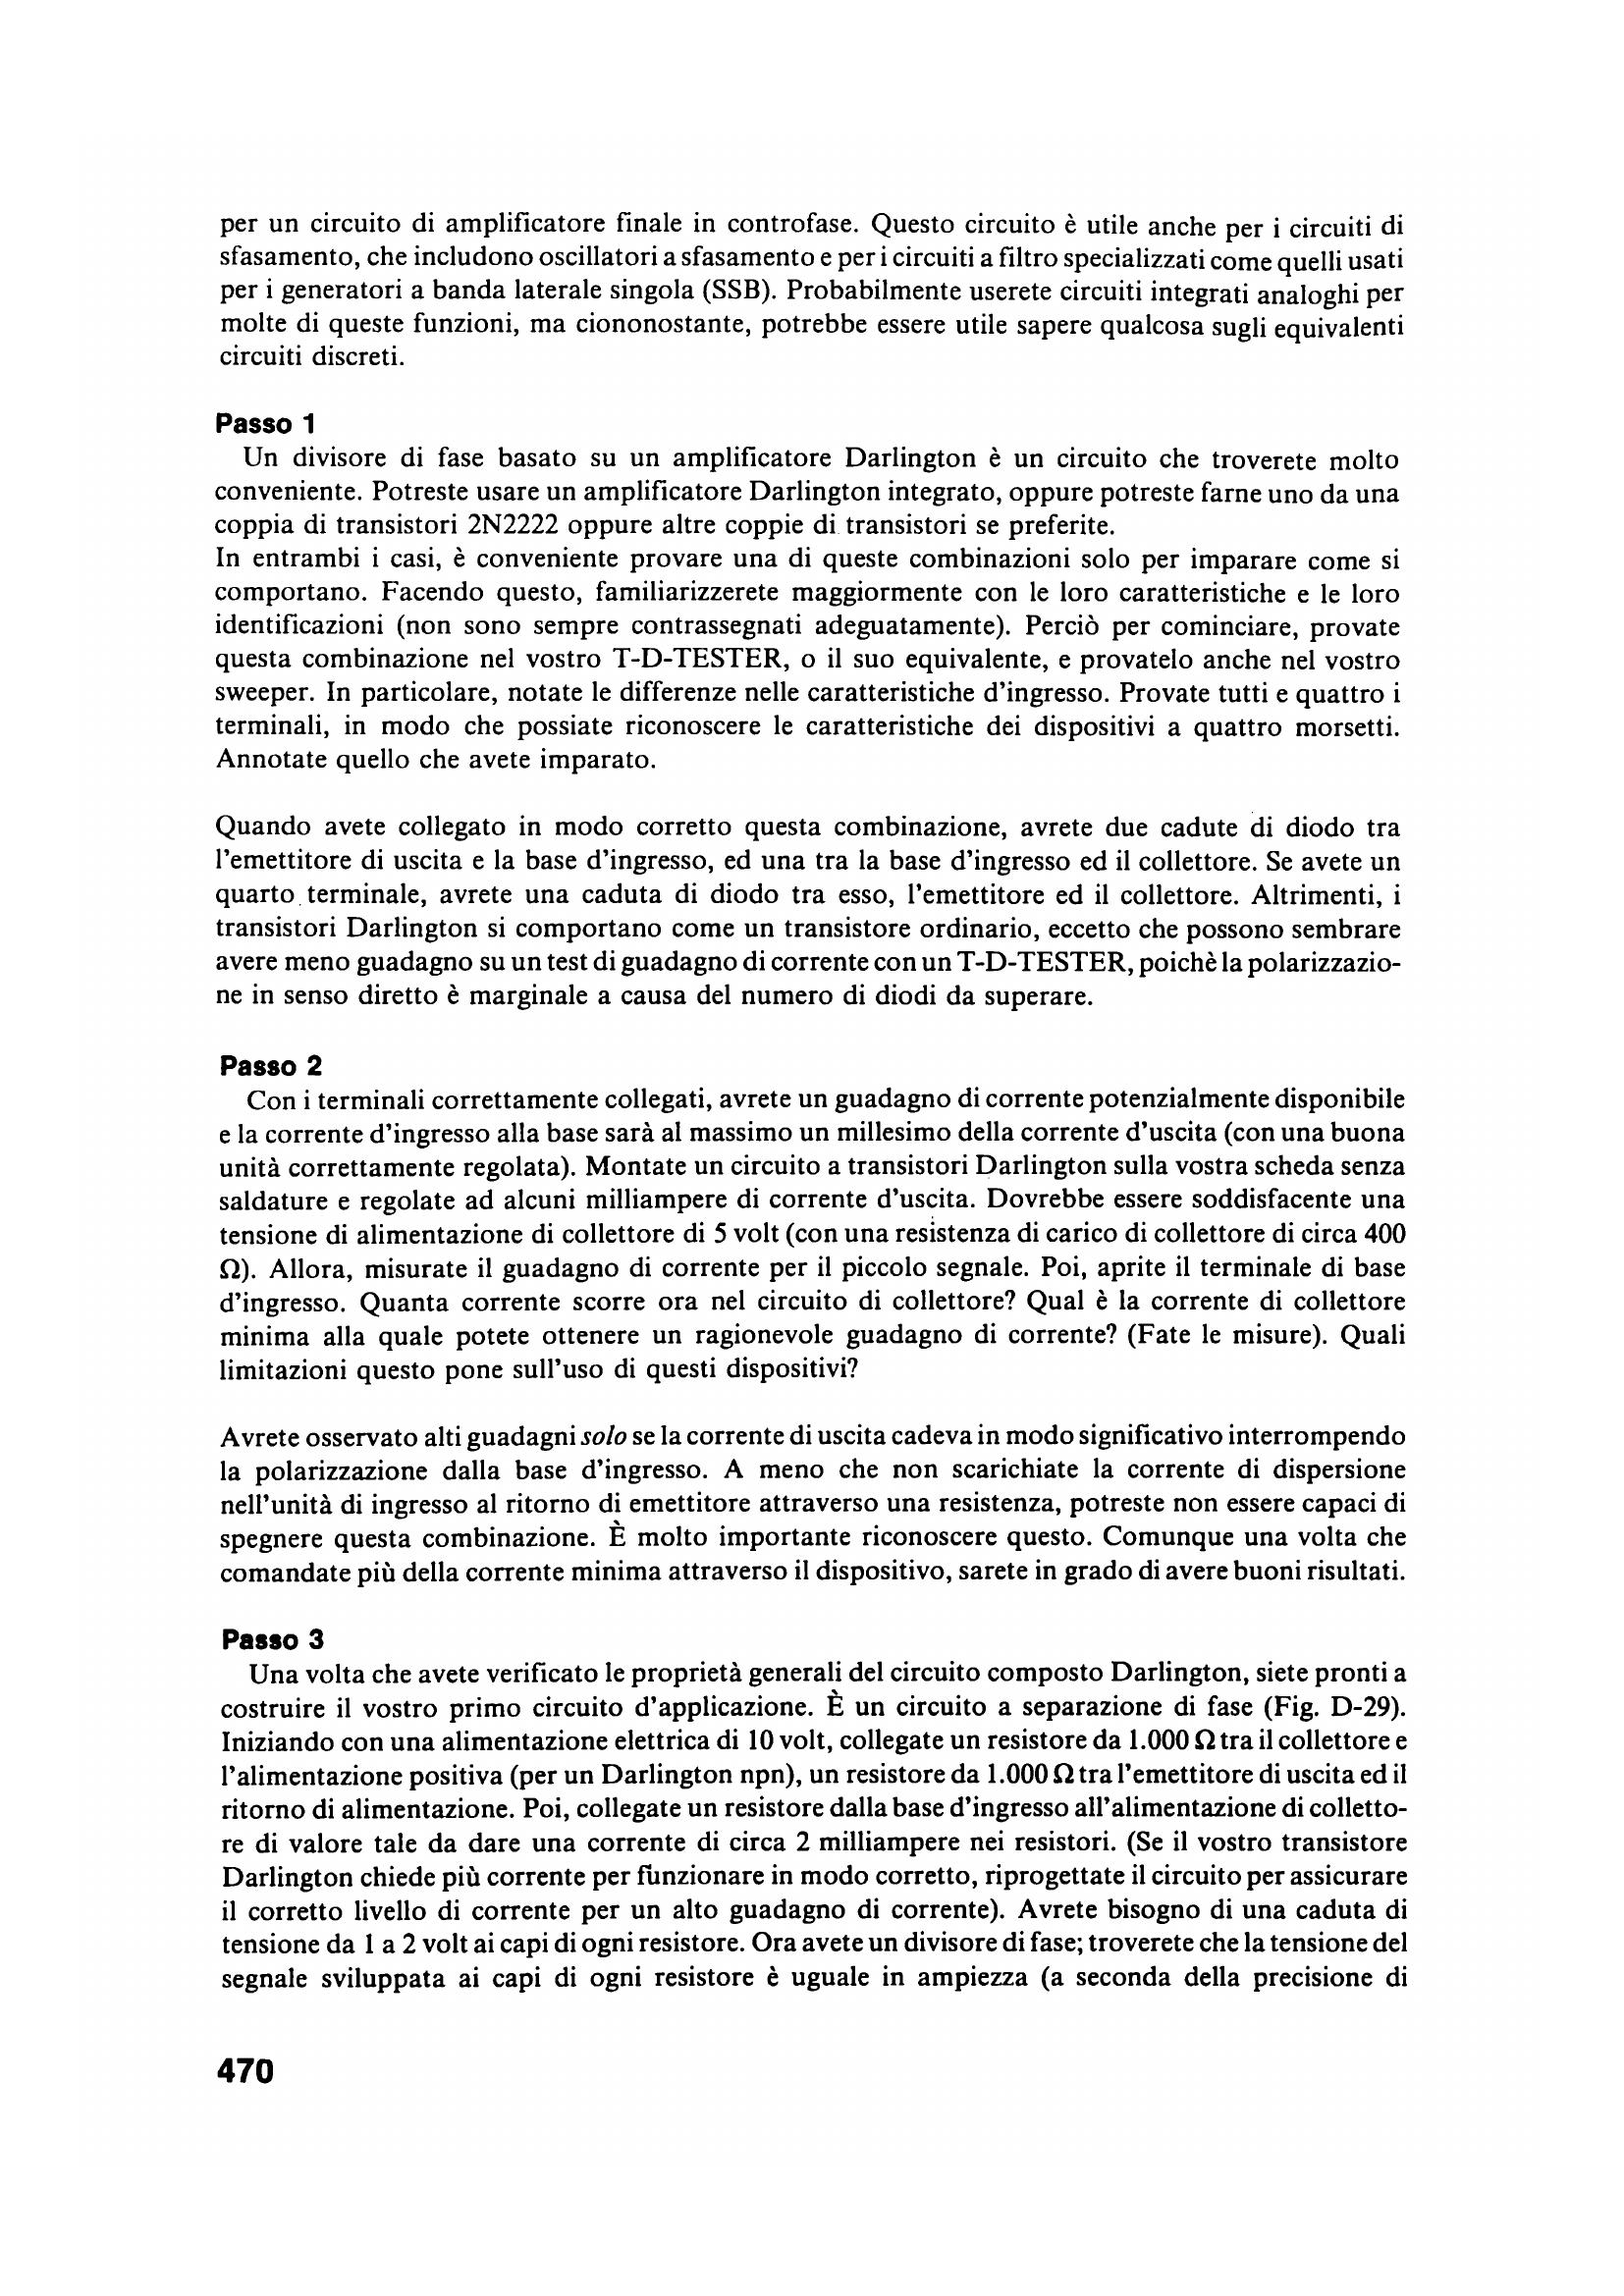 per un circuito di amplificatore finale in controfase. Questo circuito è utile anche per i circuiti di
sfasamento, che includono oscillatori a sfasamento e per i circuiti a filtro specializzati come quelli usati
per i generatori a banda laterale singola (SSB). Probabilmente userete circuiti integrati analoghi per
molte di queste funzioni, ma ciononostante, potrebbe essere utile sapere qualcosa sugli equivalenti
circuiti discreti.
Passo 1
Un divisore di fase basato su un amplificatore Darlington è un circuito che troverete molto
conveniente. Potreste usare un amplificatore Darlington integrato, oppure potreste farne uno da una
coppia di transistori 2N2222 oppure altre coppie di transistori se preferite.
In entrambi i casi, è conveniente provare una di queste combinazioni solo per imparare come si
comportano. Facendo questo, familiarizzerete maggiormente con le loro caratteristiche e le loro
identificazioni (non sono sempre contrassegnati adeguatamente). Perciò per cominciare, provate
questa combinazione nel vostro T-D-TESTER, o il suo equivalente, e provatelo anche nel vostro
sweeper. In particolare, notate le differenze nelle caratteristiche d'ingresso. Provate tutti e quattro i
terminali, in modo che possiate riconoscere le caratteristiche dei dispositivi a quattro morsetti.
Annotate quello che avete imparato.
Quando avete collegato in modo corretto questa combinazione, avrete due cadute di diodo tra
l'emettitore di uscita e la base d'ingresso, ed una tra la base d'ingresso ed il collettore. Se avete un
quarto terminale, avrete una caduta di diodo tra esso, l'emettitore ed il collettore. Altrimenti, i
transistori Darlington si comportano come un transistore ordinario, eccetto che possono sembrare
avere meno guadagno su un test di guadagno di corrente con un T-D-TESTER, poichè la polarizzazio-
ne in senso diretto è marginale a causa del numero di diodi da superare.
Passo 2
Con i terminali correttamente collegati, avrete un guadagno di corrente potenzialmente disponibile
e la corrente d'ingresso alla base sarà al massimo un millesimo della corrente d'uscita (con una buona
unità correttamente regolata). Montate un circuito a transistori Darlington sulla vostra scheda senza
saldature e regolate ad alcuni milliampere di corrente d'uscita. Dovrebbe essere soddisfacente una
tensione di alimentazione di collettore di 5 volt (con una resistenza di carico di collettore di circa 400
Ω). Allora, misurate il guadagno di corrente per il piccolo segnale. Poi, aprite il terminale di base
d'ingresso. Quanta corrente scorre ora nel circuito di collettore? Qual è la corrente di collettore
minima alla quale potete ottenere un ragionevole guadagno di corrente? (Fate le misure). Quali
limitazioni questo pone sull'uso di questi dispositivi?
Avrete osservato alti guadagni solo se la corrente di uscita cadeva in modo significativo interrompendo
la polarizzazione dalla base d'ingresso. A meno che non scarichiate la corrente di dispersione
nell'unità di ingresso al ritorno di emettitore attraverso una resistenza, potreste non essere capaci di
spegnere questa combinazione. È molto importante riconoscere questo. Comunque una volta che
comandate più della corrente minima attraverso il dispositivo, sarete in grado di avere buoni risultati.
Passo 3
Una volta che avete verificato le proprietà generali del circuito composto Darlington, siete pronti a
costruire il vostro primo circuito d'applicazione. È un circuito a separazione di fase (Fig. D-29).
Iniziando con una alimentazione elettrica di 10 volt, collegate un resistore da 1.000 Ω tra il collettore e
l'alimentazione positiva (per un Darlington npn), un resistore da 1.000 Ω tra l'emettitore di uscita ed il
ritorno di alimentazione. Poi, collegate un resistore dalla base d'ingresso all'alimentazione di colletto-
re di valore tale da dare una corrente di circa 2 milliampere nei resistori. (Se il vostro transistore
Darlington chiede più corrente per funzionare in modo corretto, riprogettate il circuito per assicurare
il corretto livello di corrente per un alto guadagno di corrente). Avrete bisogno di una caduta di
tensione da 1 a 2 volt ai capi di ogni resistore. Ora avete un divisore di fase; troverete che la tensione del
segnale sviluppata ai capi di ogni resistore è uguale in ampiezza (a seconda della precisione di
470